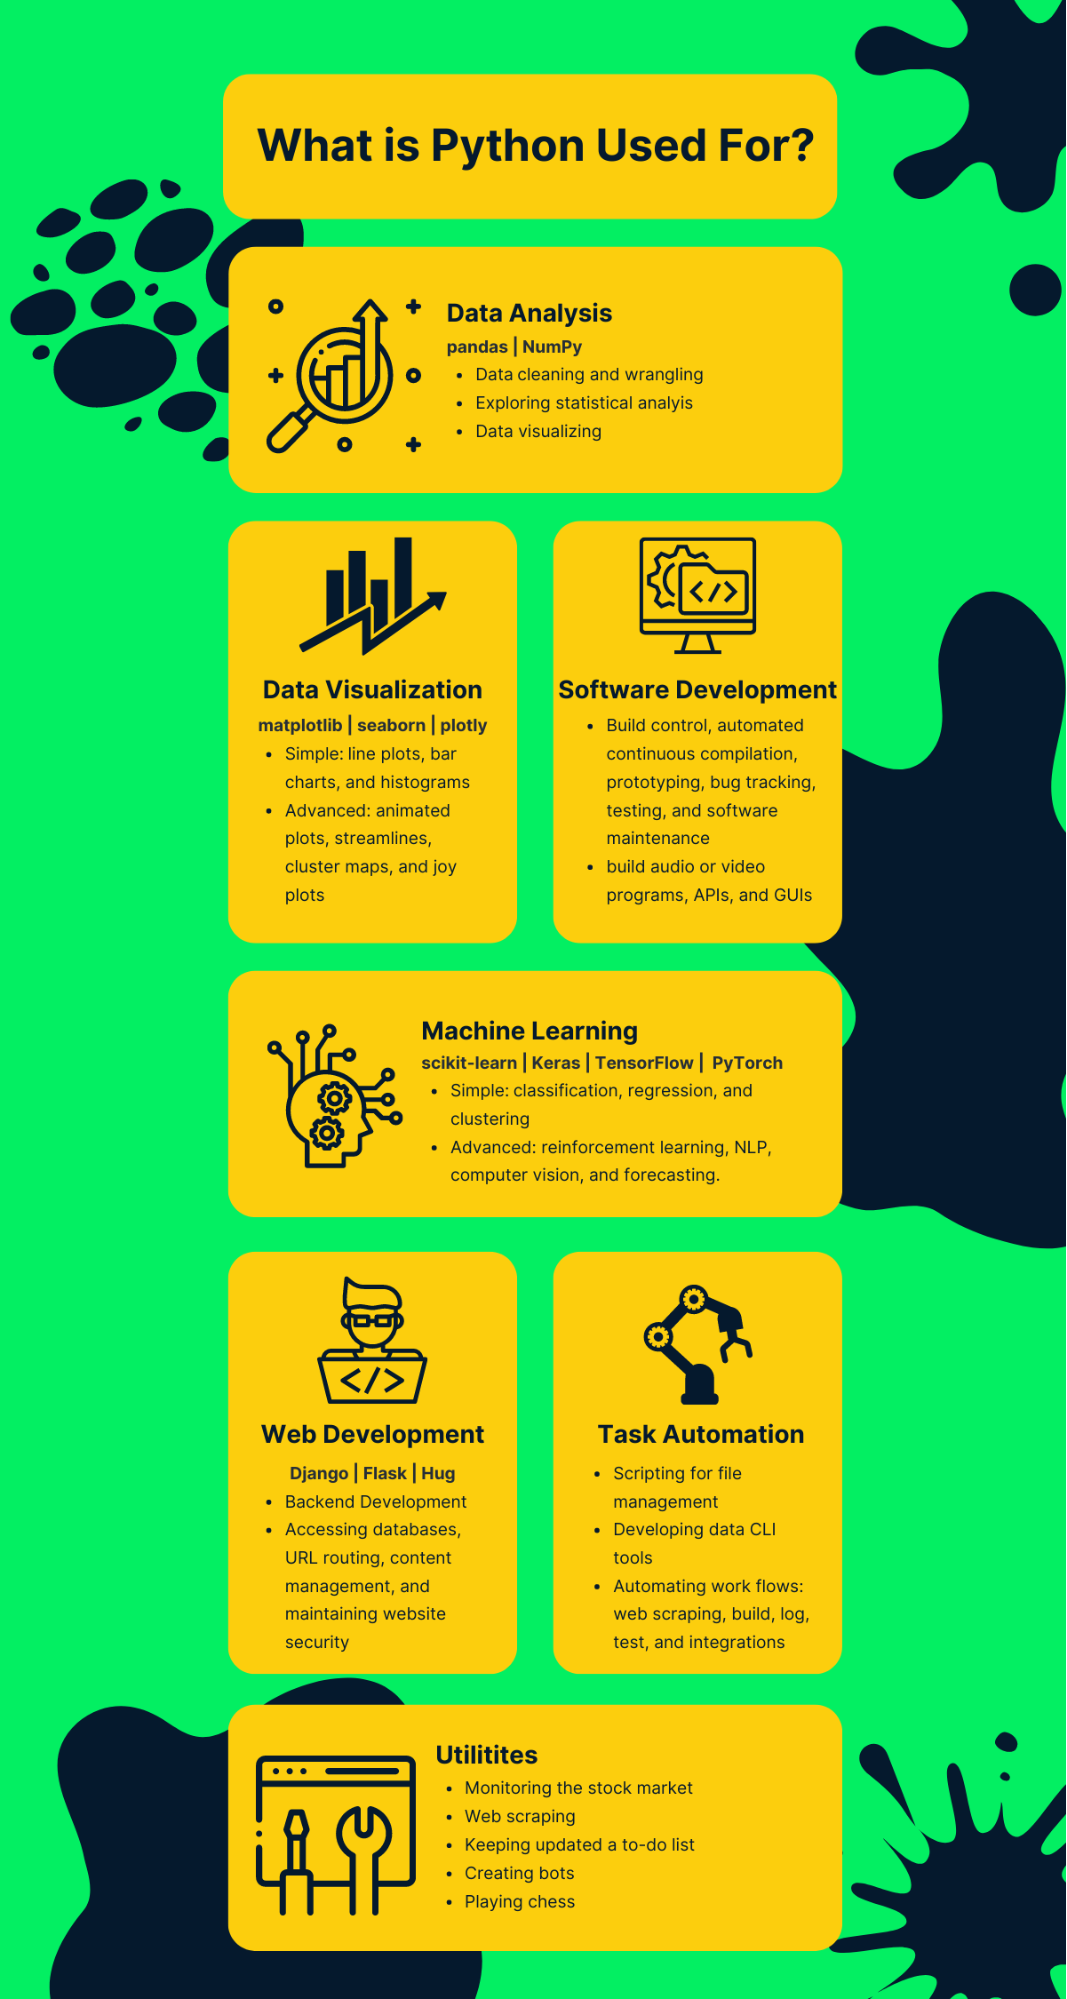 What is Python Used For?
Data Analysis
pandas | NumPy
• Data cleaning and wrangling
• Exploring statistical analyis
• Data visualizing
Data Visualization
matplotlib | seaborn | plotly
• Simple: line plots, bar
charts, and histograms
• Advanced: animated
plots, streamlines,
cluster maps, and joy
plots
Software Development
• Build control, automated
continuous compilation,
prototyping, bug tracking,
testing, and software
maintenance
• build audio or video
programs, APIs, and GUIs
Machine Learning
scikit-learn | Keras | TensorFlow | PyTorch
• Simple: classification, regression, and
clustering
• Advanced: reinforcement learning, NLP,
computer vision, and forecasting.
Web Development
Django | Flask | Hug
• Backend Development
• Accessing databases,
URL routing, content
management, and
maintaining website
security
Task Automation
• Scripting for file
management
• Developing data CLI
tools
• Automating work flows:
web scraping, build, log,
test, and integrations
Utilitites
• Monitoring the stock market
• Web scraping
• Keeping updated a to-do list
• Creating bots
• Playing chess